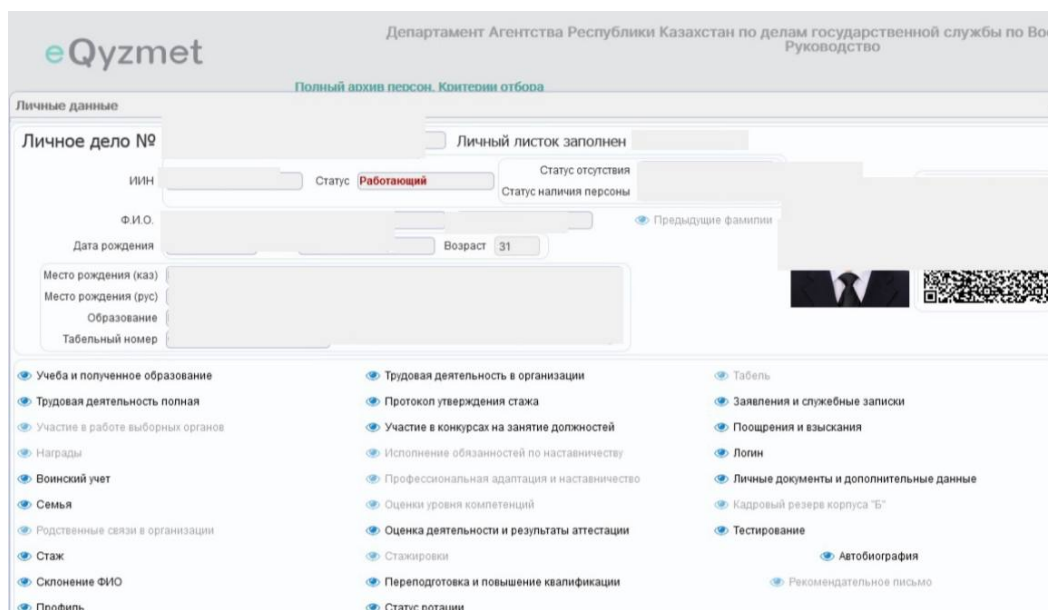 eQyzmet
Департамент Агентства Республики Казахстан по делам государственной службы по Во
Руководство
Полный архив персон. Критерии отбора
Личные данные
Личное дело № Личный листок заполнен
ИИН Статус Работающий Статус отсутствия
Статус наличия персоны
Ф.И.О. Предыдущие фамилии
Дата рождения Возраст 31
Место рождения (каз)
Место рождения (рус)
Образование
Табельный номер
Учеба и полученное образование Трудовая деятельность в организации Табель
Трудовая деятельность полная Протокол утверждения стажа Заявления и служебные записки
Участие в работе выборных органов Участие в конкурсах на занятие должностей Поощрения и взыскания
Награды Исполнение обязанностей по наставничеству Логин
Воинский учет Профессиональная адаптация и наставничество Личные документы и дополнительные данные
Семья Оценки уровня компетенций Кадровый резерв корпуса "Б"
Родственные связи в организации Оценка деятельности и результаты аттестации Тестирование
Стаж Стажировки Автобиография
Склонение ФИО Переподготовка и повышение квалификации Рекомендательное письмо
Профиль Статус ротации